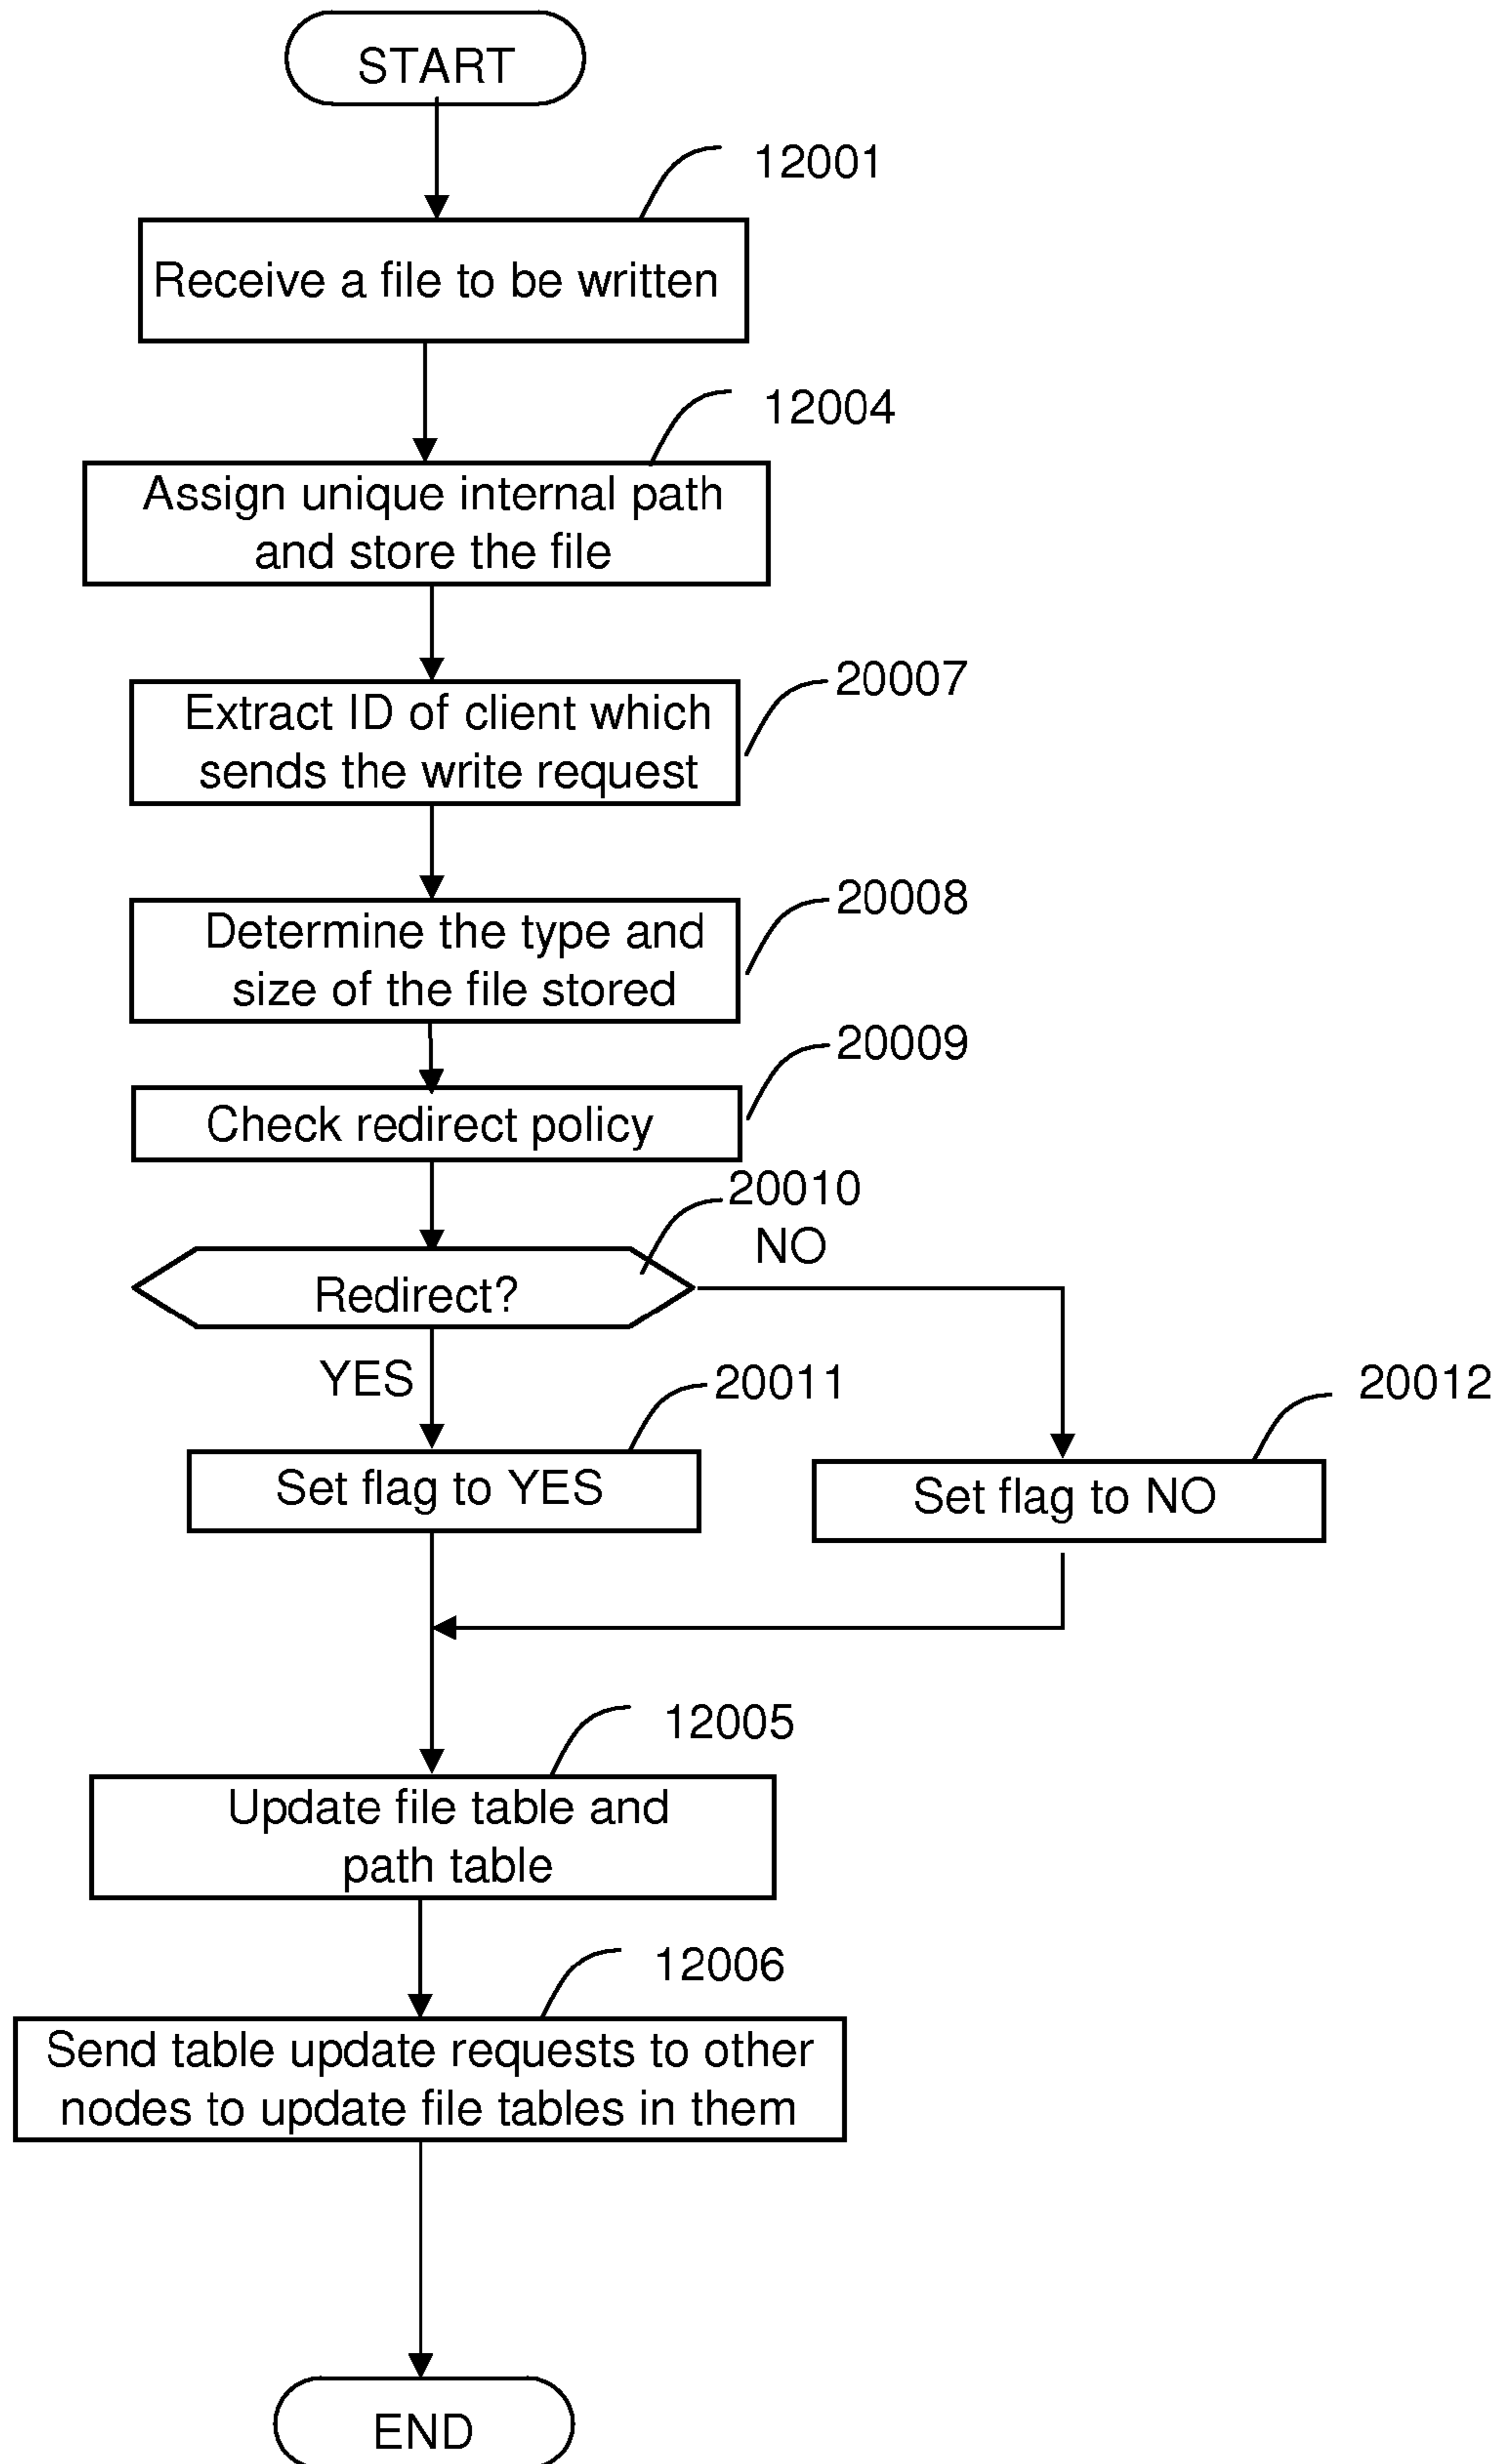 START
12001
Receive a file to be written
12004
Assign unique internal path
and store the file
20007
Extract ID of client which
sends the write request
20008
Determine the type and
size of the file stored
20009
Check redirect policy
20010
NO
Redirect?
YES
20011
20012
Set flag to YES
Set flag to NO
12005
Update file table and
path table
12006
Send table update requests to other
nodes to update file tables in them
END